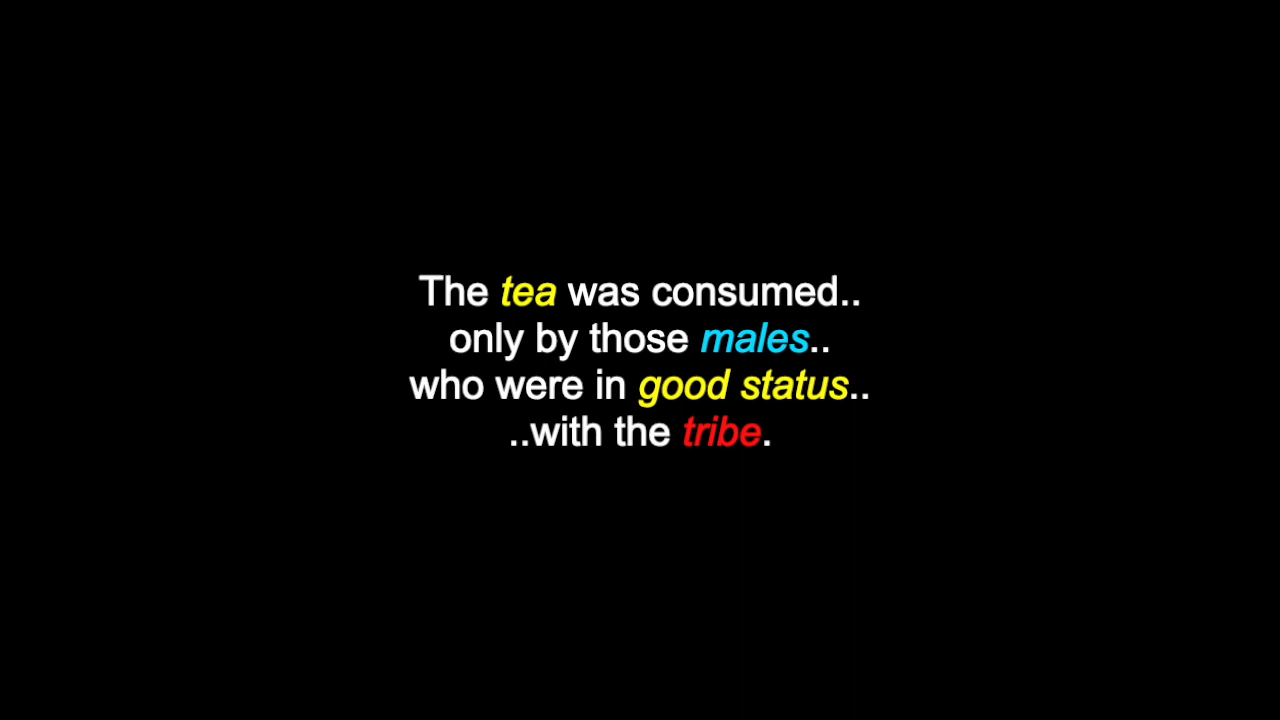 The tea was consumed..
only by those males..
who were in good status..
..with the tribe.